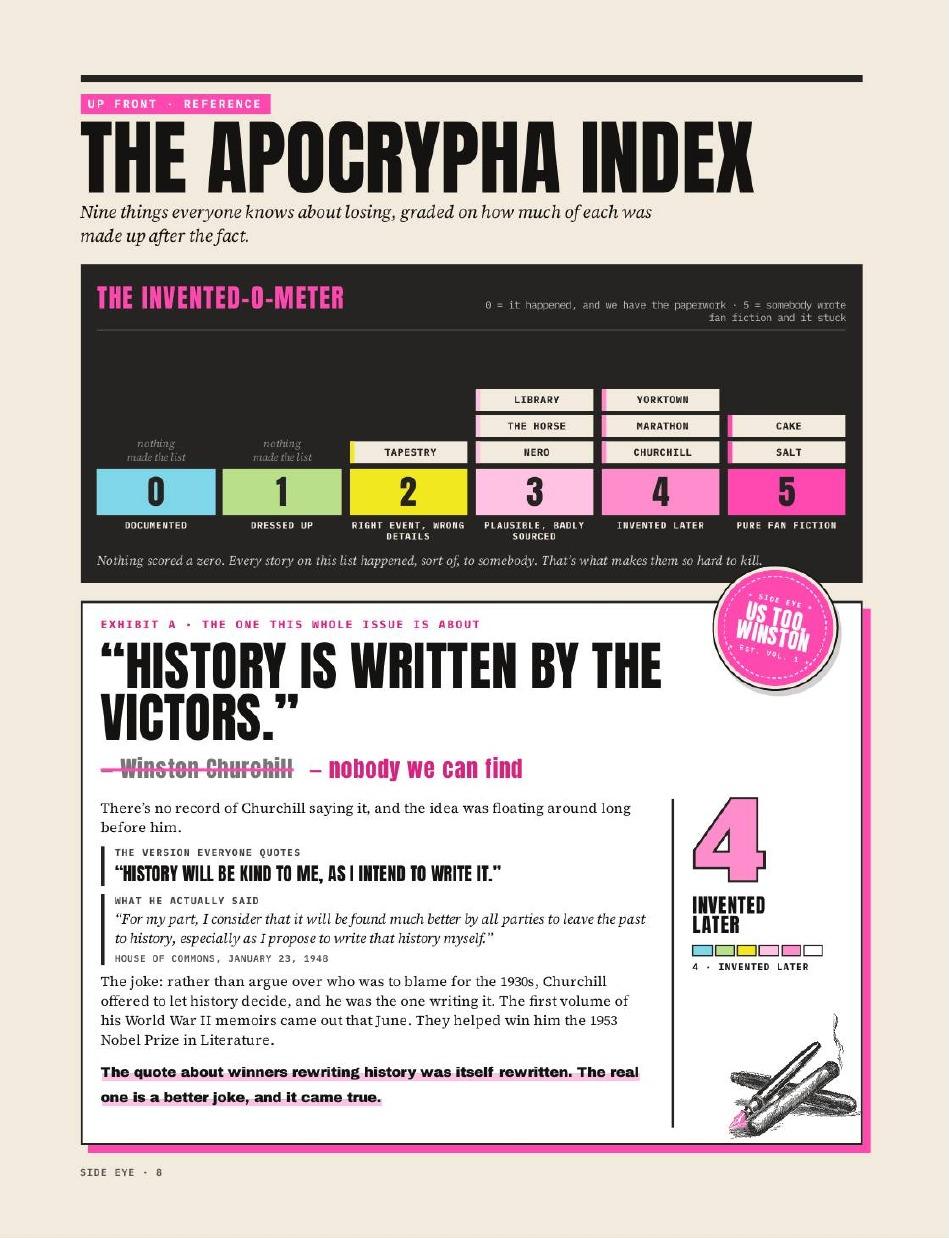 UP FRONT · REFERENCE
THE APOCRYPHA INDEX
Nine things everyone knows about losing, graded on how much of each was
made up after the fact.
THE INVENTED-O-METER
0 = it happened, and we have the paperwork · 5 = somebody wrote
fan fiction and it stuck
LIBRARY YORKTOWN
THE HORSE MARATHON CAKE
nothing nothing
made the list made the list
TAPESTRY NERO CHURCHILL SALT
0 1 2 3 4 5
DOCUMENTED DRESSED UP RIGHT EVENT, WRONG PLAUSIBLE, BADLY INVENTED LATER PURE FAN FICTION
DETAILS SOURCED
Nothing scored a zero. Every story on this list happened, sort of, to somebody. That's what makes them so hard to kill.
• SIDE EYE •
US TOO,
WINSTON
EST. VOL. 1
EXHIBIT A · THE ONE THIS WHOLE ISSUE IS ABOUT
“HISTORY IS WRITTEN BY THE
VICTORS.”
— Winston Churchill — nobody we can find
There’s no record of Churchill saying it, and the idea was floating around long
before him.
THE VERSION EVERYONE QUOTES
“HISTORY WILL BE KIND TO ME, AS I INTEND TO WRITE IT.”
WHAT HE ACTUALLY SAID
“For my part, I consider that it will be found much better by all parties to leave the past
to history, especially as I propose to write that history myself.”
HOUSE OF COMMONS, JANUARY 23, 1948
The joke: rather than argue over who was to blame for the 1930s, Churchill
offered to let history decide, and he was the one writing it. The first volume of
his World War II memoirs came out that June. They helped win him the 1953
Nobel Prize in Literature.
The quote about winners rewriting history was itself rewritten. The real
one is a better joke, and it came true.
4
INVENTED
LATER
4 · INVENTED LATER
SIDE EYE · 8